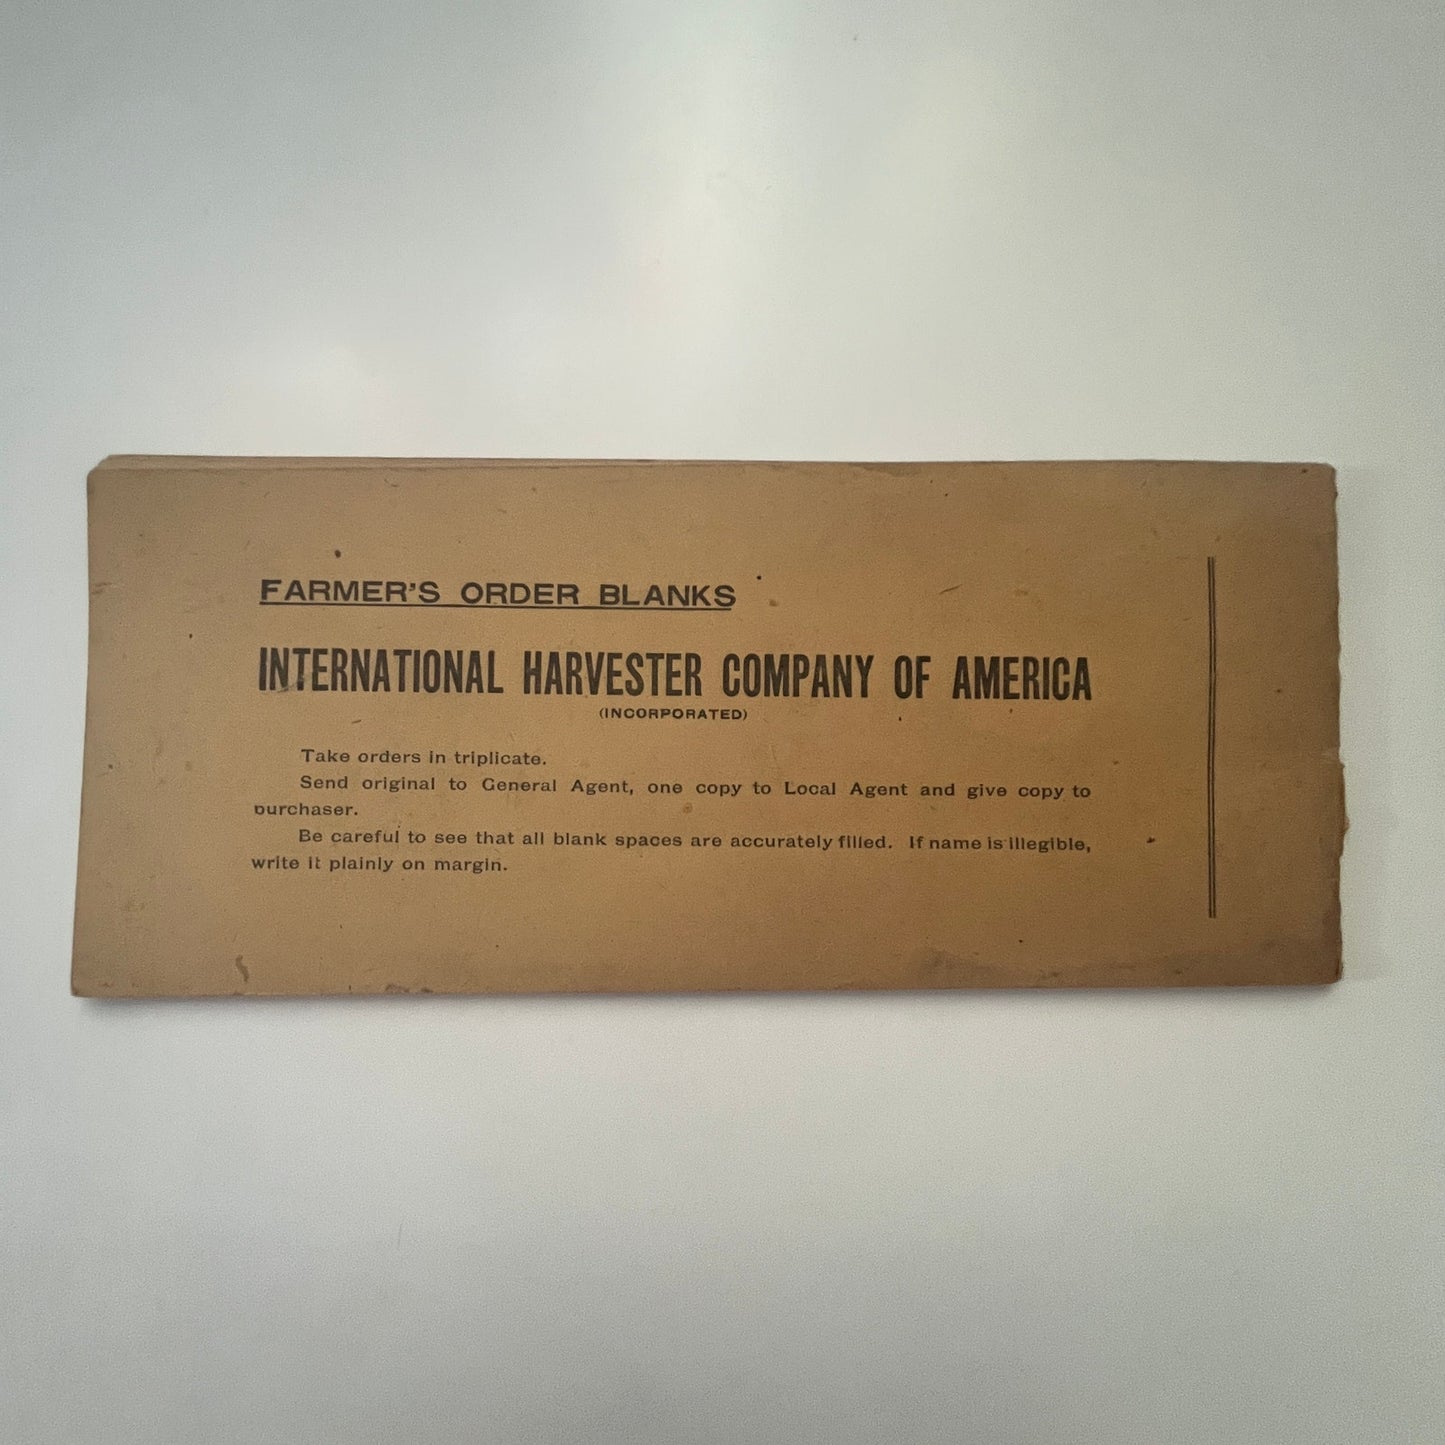 FARMER'S ORDER BLANKS
INTERNATIONAL HARVESTER COMPANY OF AMERICA
(INCORPORATED)
Take orders in triplicate.
Send original to General Agent, one copy to Local Agent and give copy to
purchaser.
Be careful to see that all blank spaces are accurately filled. If name is illegible,
write it plainly on margin.